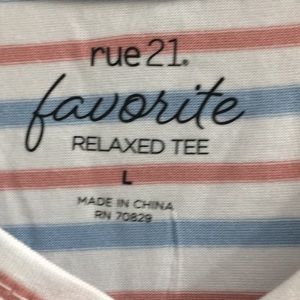 rue21®
favorite
RELAXED TEE
L
MADE IN CHINA
RN 70829